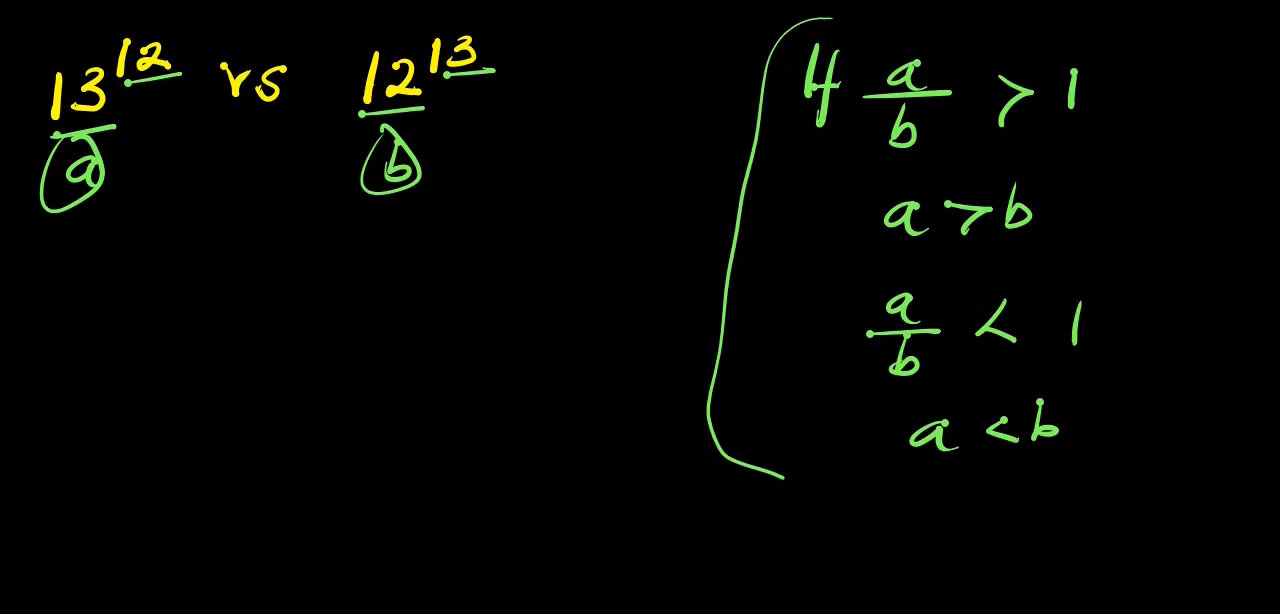 13^12 vs 12^13
a b
If a/b > 1
a > b
a/b < 1
a < b